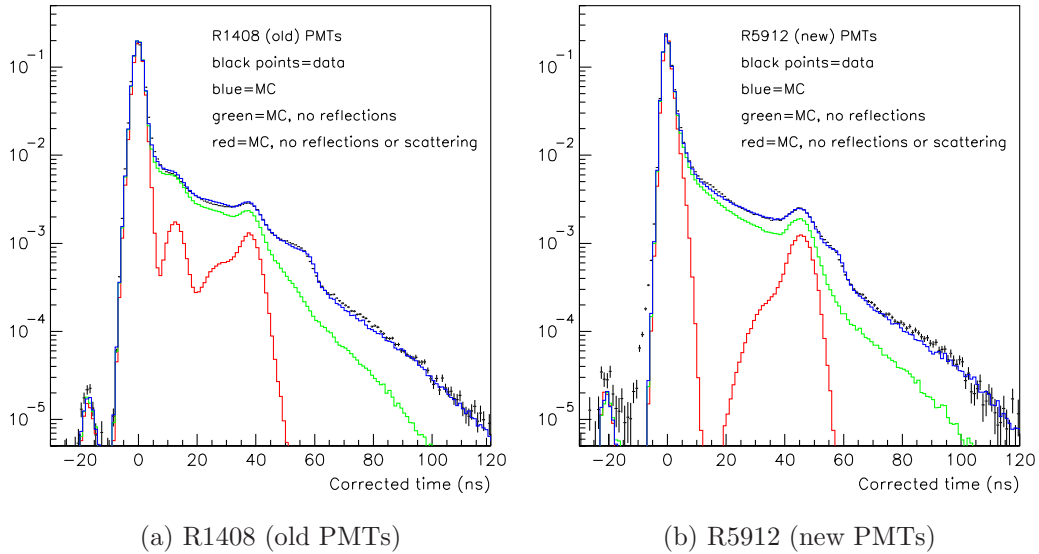 R1408 (old) PMTs
black points=data
blue=MC
green=MC, no reflections
red=MC, no reflections or scattering
10⁻¹
10⁻²
10⁻³
10⁻⁴
10⁻⁵
−20 0 20 40 60 80 100 120
Corrected time (ns)
(a) R1408 (old PMTs)
R5912 (new) PMTs
black points=data
blue=MC
green=MC, no reflections
red=MC, no reflections or scattering
10⁻¹
10⁻²
10⁻³
10⁻⁴
10⁻⁵
−20 0 20 40 60 80 100 120
Corrected time (ns)
(b) R5912 (new PMTs)